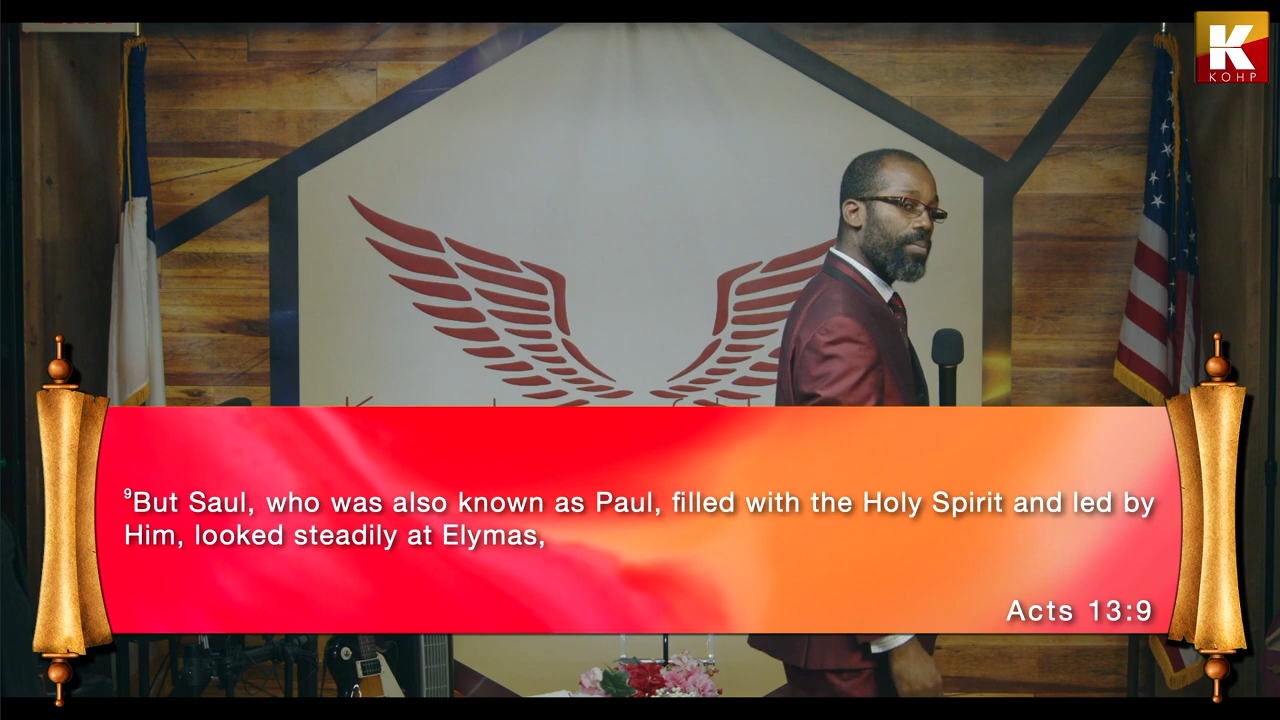 K
KOHP
⁹But Saul, who was also known as Paul, filled with the Holy Spirit and led by
Him, looked steadily at Elymas,
Acts 13:9